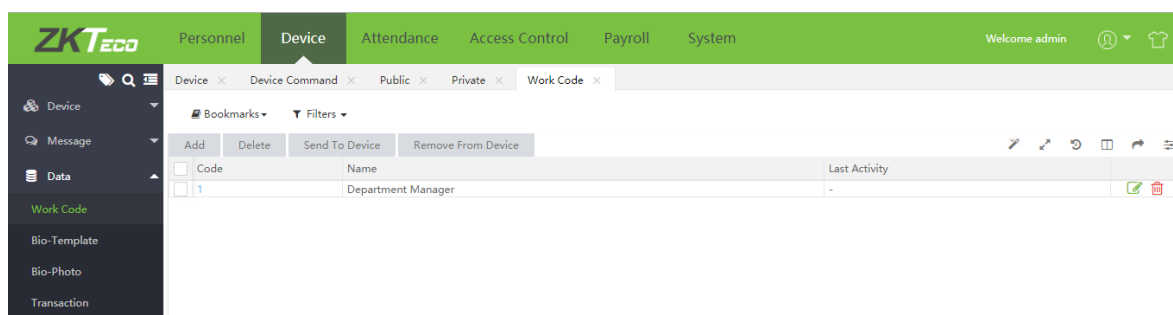 ZKTeco Personnel Device Attendance Access Control Payroll System Welcome admin
Device Device Command Public Private Work Code
Device
Bookmarks Filters
Message
Add Delete Send To Device Remove From Device
Code Name Last Activity
Data
1 Department Manager -
Work Code
Bio-Template
Bio-Photo
Transaction